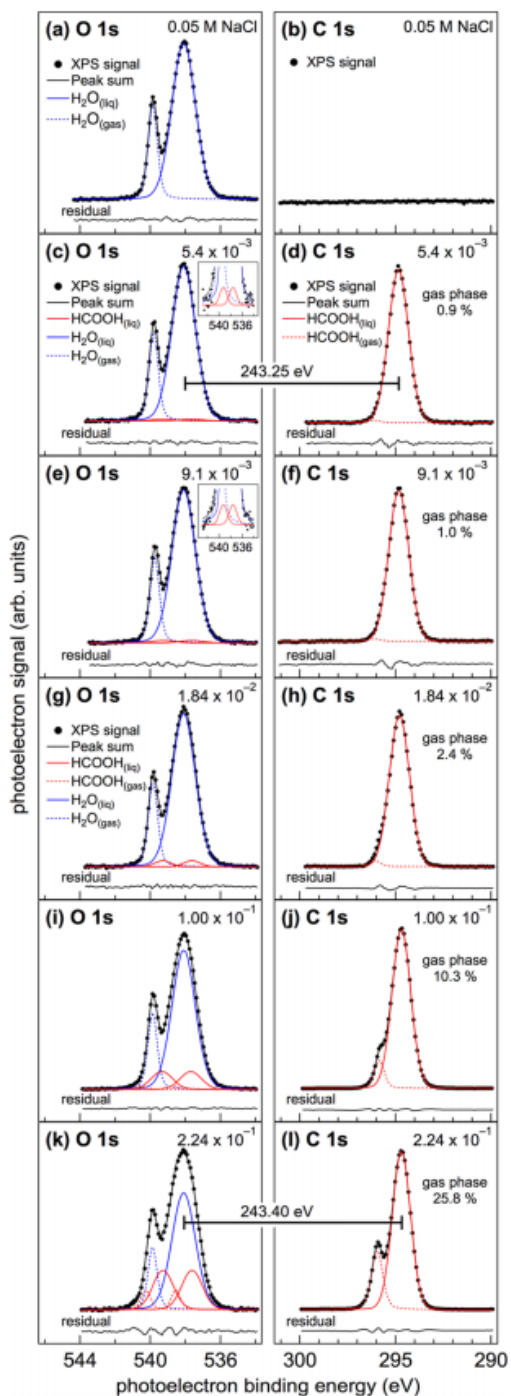 (a) O 1s 0.05 M NaCl
XPS signal
Peak sum
H₂O(liq)
H₂O(gas)
residual
(b) C 1s 0.05 M NaCl
XPS signal
(c) O 1s 5.4 × 10⁻³
XPS signal
Peak sum
HCOOH(liq)
H₂O(liq)
H₂O(gas)
540 536
residual
(d) C 1s 5.4 × 10⁻³
XPS signal
Peak sum
HCOOH(liq)
HCOOH(gas)
gas phase
0.9 %
243.25 eV
residual
(e) O 1s 9.1 × 10⁻³
540 536
residual
(f) C 1s 9.1 × 10⁻³
gas phase
1.0 %
residual
(g) O 1s 1.84 × 10⁻²
XPS signal
Peak sum
HCOOH(liq)
HCOOH(gas)
H₂O(liq)
H₂O(gas)
residual
(h) C 1s 1.84 × 10⁻²
gas phase
2.4 %
residual
(i) O 1s 1.00 × 10⁻¹
residual
(j) C 1s 1.00 × 10⁻¹
gas phase
10.3 %
residual
(k) O 1s 2.24 × 10⁻¹
residual
(l) C 1s 2.24 × 10⁻¹
gas phase
25.8 %
243.40 eV
residual
544 540 536
300 295 290
photoelectron binding energy (eV)
photoelectron signal (arb. units)